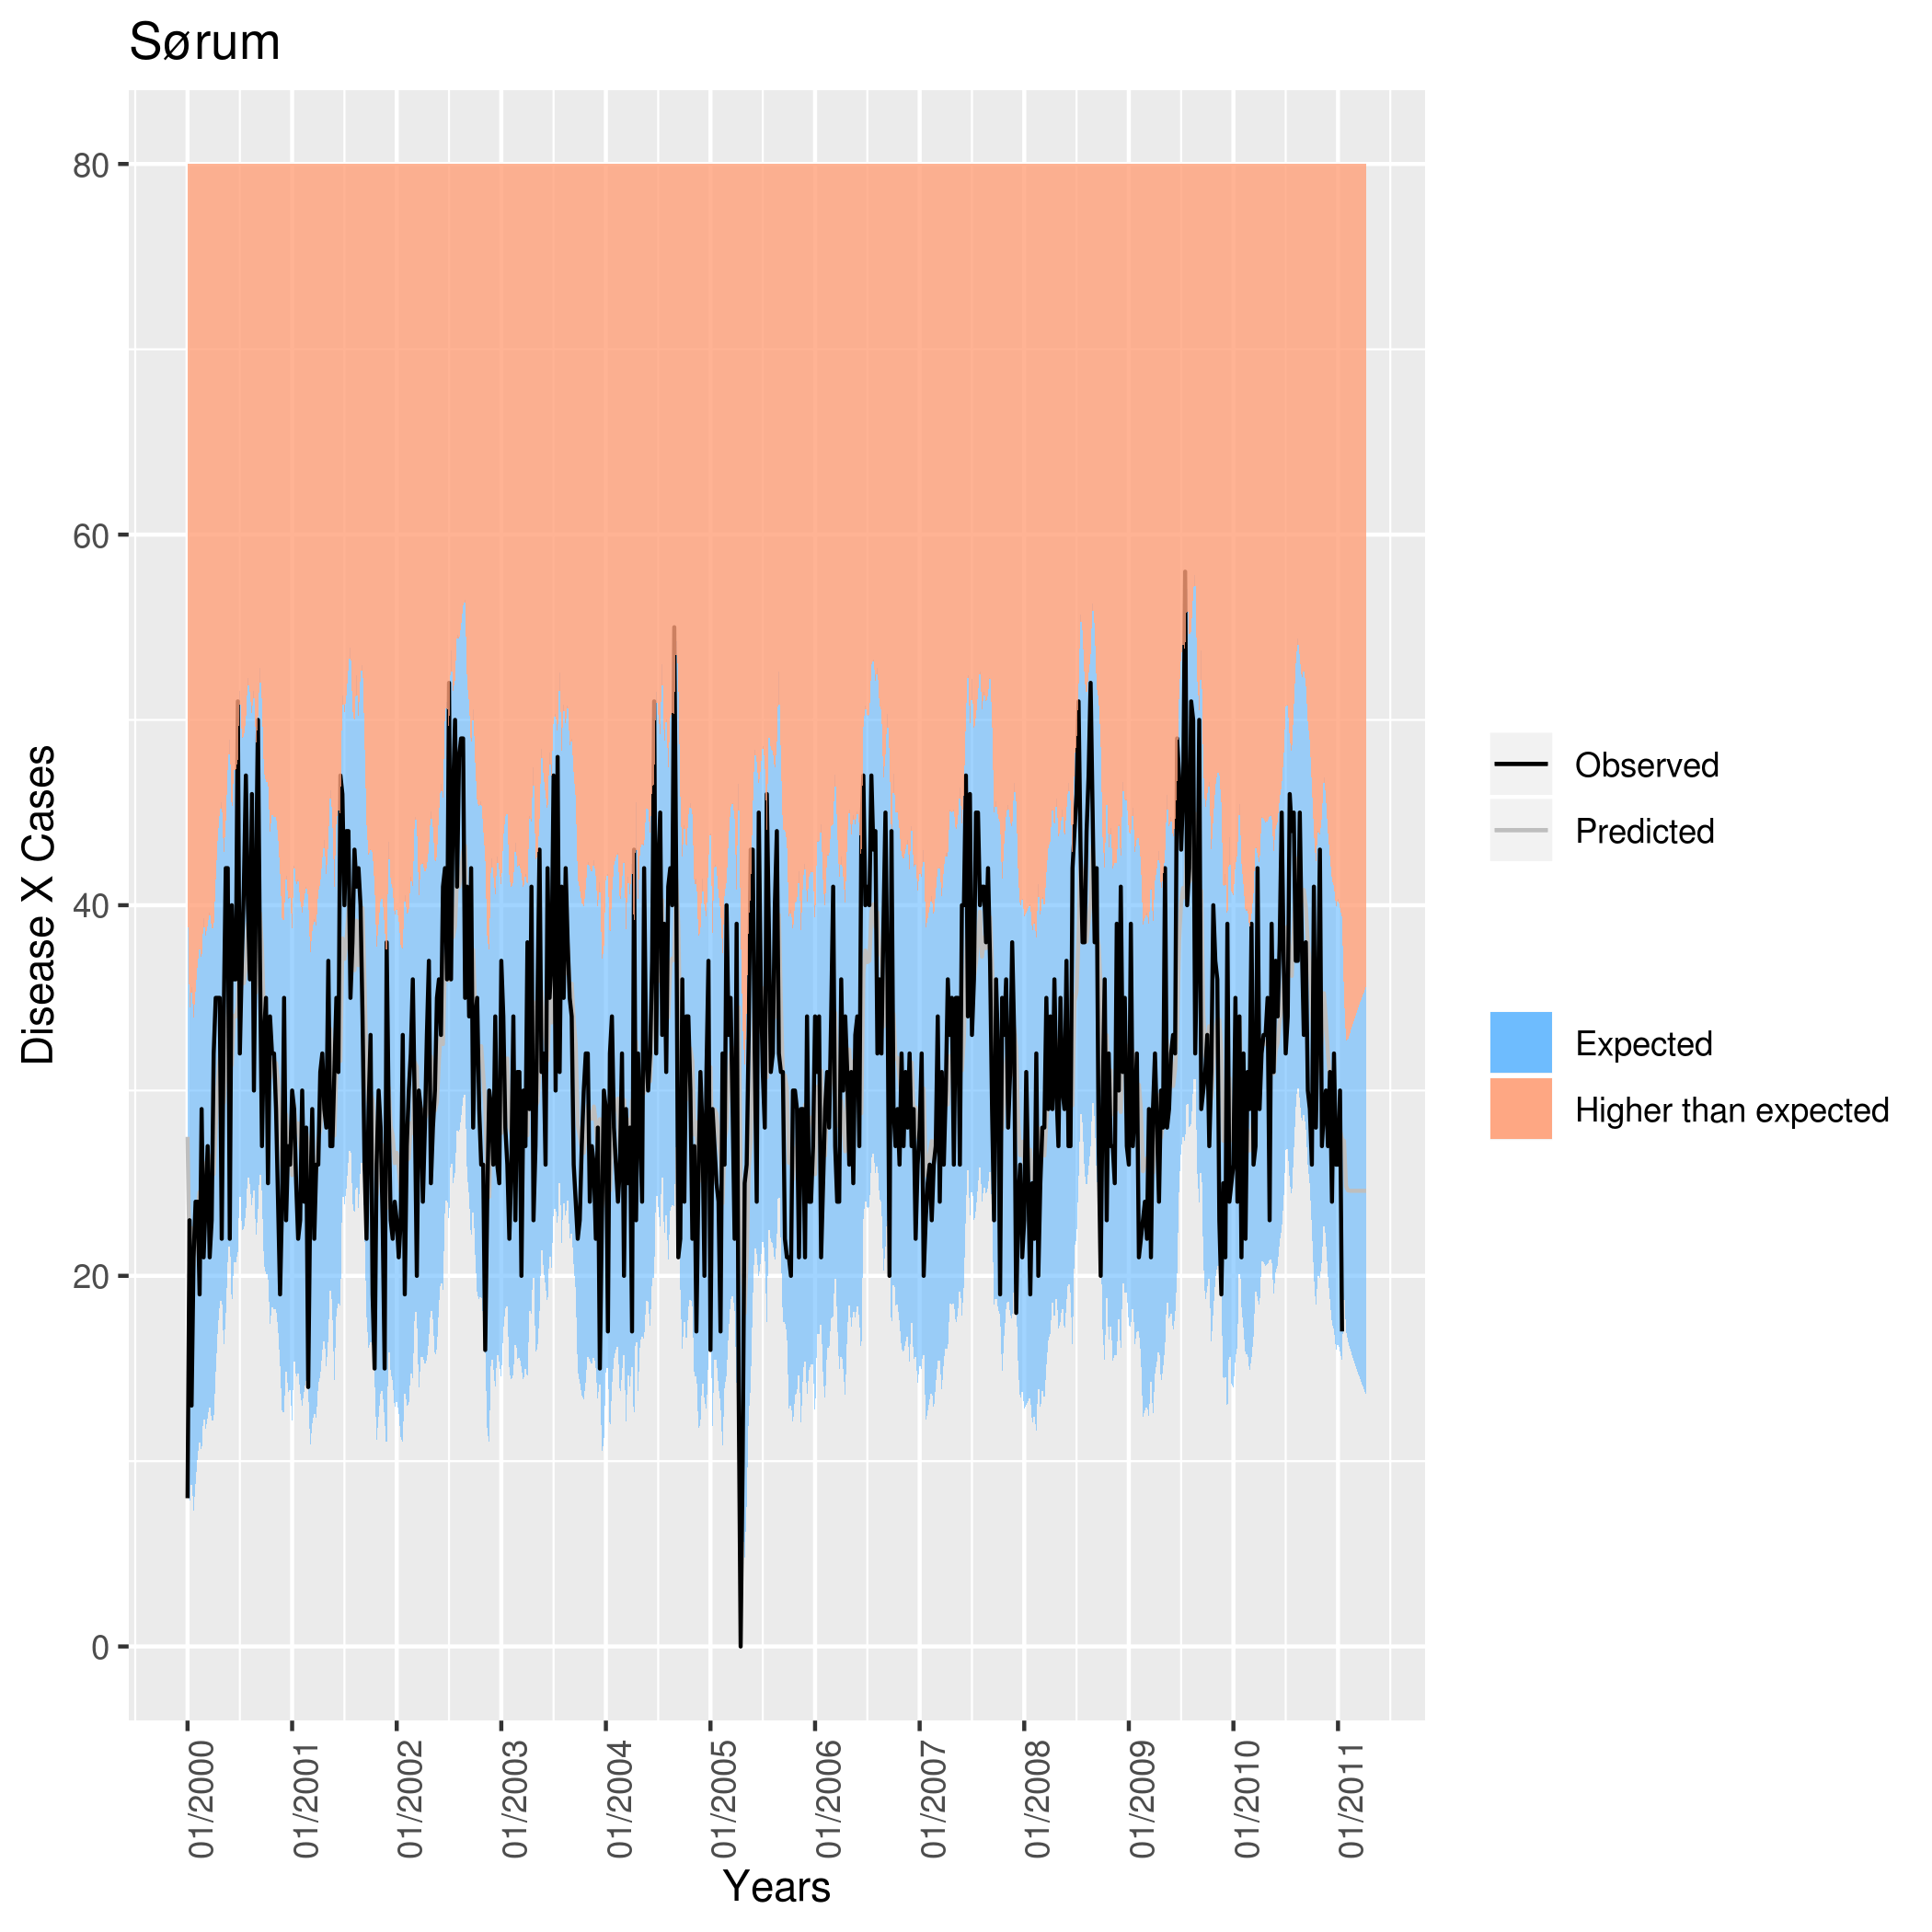 Sørum
80
60
40
20
0
Disease X Cases
01/2000
01/2001
01/2002
01/2003
01/2004
01/2005
01/2006
01/2007
01/2008
01/2009
01/2010
01/2011
Years
Observed
Predicted
Expected
Higher than expected